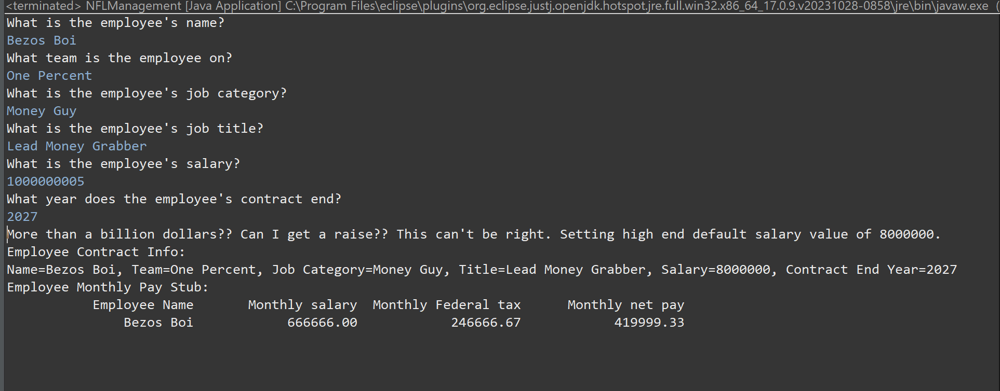 <terminated> NFLManagement [Java Application] C:\Program Files\eclipse\plugins\org.eclipse.justj.openjdk.hotspot.jre.full.win32.x86_64_17.0.9.v20231028-0858\jre\bin\javaw.exe (
What is the employee's name?
Bezos Boi
What team is the employee on?
One Percent
What is the employee's job category?
Money Guy
What is the employee's job title?
Lead Money Grabber
What is the employee's salary?
1000000005
What year does the employee's contract end?
2027
More than a billion dollars?? Can I get a raise?? This can't be right. Setting high end default salary value of 8000000.
Employee Contract Info:
Name=Bezos Boi, Team=One Percent, Job Category=Money Guy, Title=Lead Money Grabber, Salary=8000000, Contract End Year=2027
Employee Monthly Pay Stub:
Employee Name Monthly salary Monthly Federal tax Monthly net pay
Bezos Boi 666666.00 246666.67 419999.33